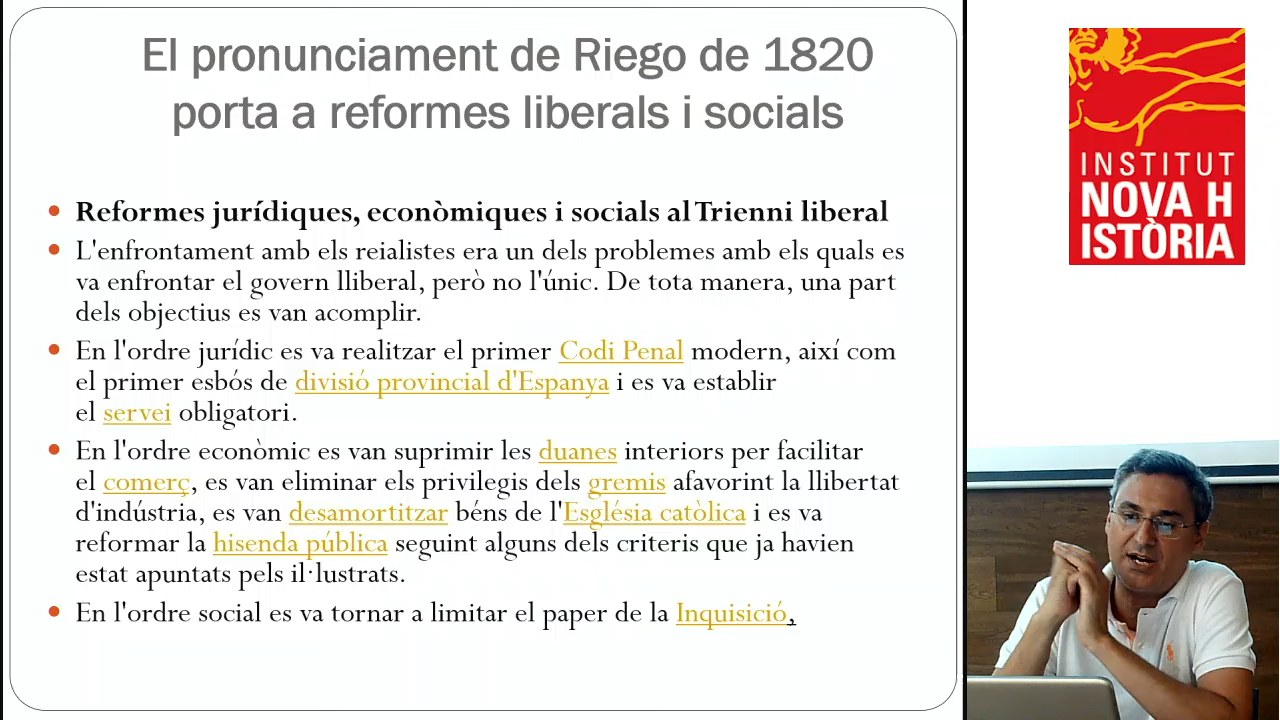 El pronunciament de Riego de 1820
porta a reformes liberals i socials
Reformes jurídiques, econòmiques i socials al Trienni liberal
L'enfrontament amb els reialistes era un dels problemes amb els quals es
va enfrontar el govern lliberal, però no l'únic. De tota manera, una part
dels objectius es van acomplir.
En l'ordre jurídic es va realitzar el primer Codi Penal modern, així com
el primer esbós de divisió provincial d'Espanya i es va establir
el servei obligatori.
En l'ordre econòmic es van suprimir les duanes interiors per facilitar
el comerç, es van eliminar els privilegis dels gremis afavorint la llibertat
d'indústria, es van desamortitzar béns de l'Església catòlica i es va
reformar la hisenda pública seguint alguns dels criteris que ja havien
estat apuntats pels il·lustrats.
En l'ordre social es va tornar a limitar el paper de la Inquisició,
INSTITUT
NOVA H
ISTÒRIA